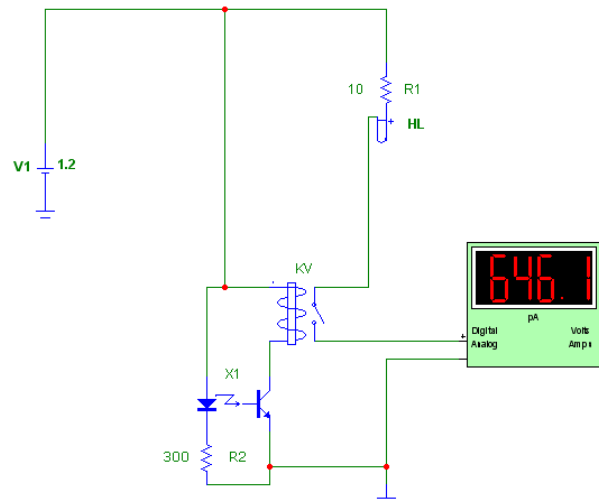 10 R1
HL
V1 1.2
KV
646.1
pA
Digital Volts
Analog Amps
X1
300 R2